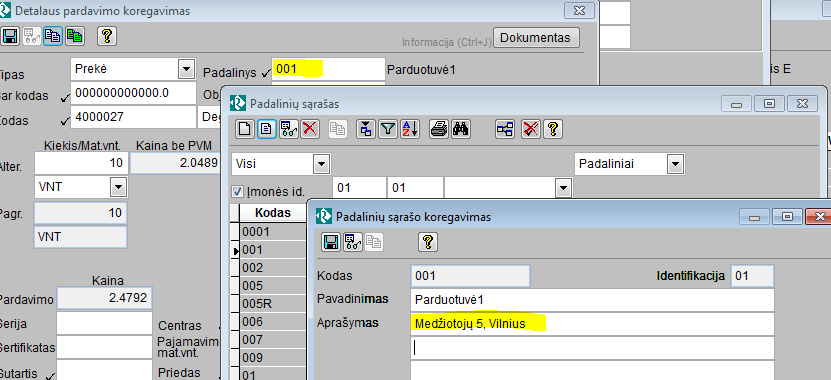 Detalaus pardavimo koregavimas
Informacija (Ctrl+J)
Dokumentas
Tipas
Prekė
Padalinys
001
Parduotuvė1
Bar kodas
000000000000.0
Obj
Kodas
4000027
Deg
Kiekis/Mat.vnt.
Kaina be PVM
Alter.
10
2.0489
VNT
Pagr.
10
VNT
Kaina
Pardavimo
2.4792
Serija
Centras
Sertifikatas
Pajamavim
mat.vnt.
Sutartis
Priedas
is E
Padalinių sąrašas
Visi
Padaliniai
Įmonės id.
01
01
Kodas
0001
001
002
005
005R
006
007
009
01
Padalinių sąrašo koregavimas
Kodas
001
Identifikacija
01
Pavadinimas
Parduotuvė1
Aprašymas
Medžiotojų 5, Vilnius